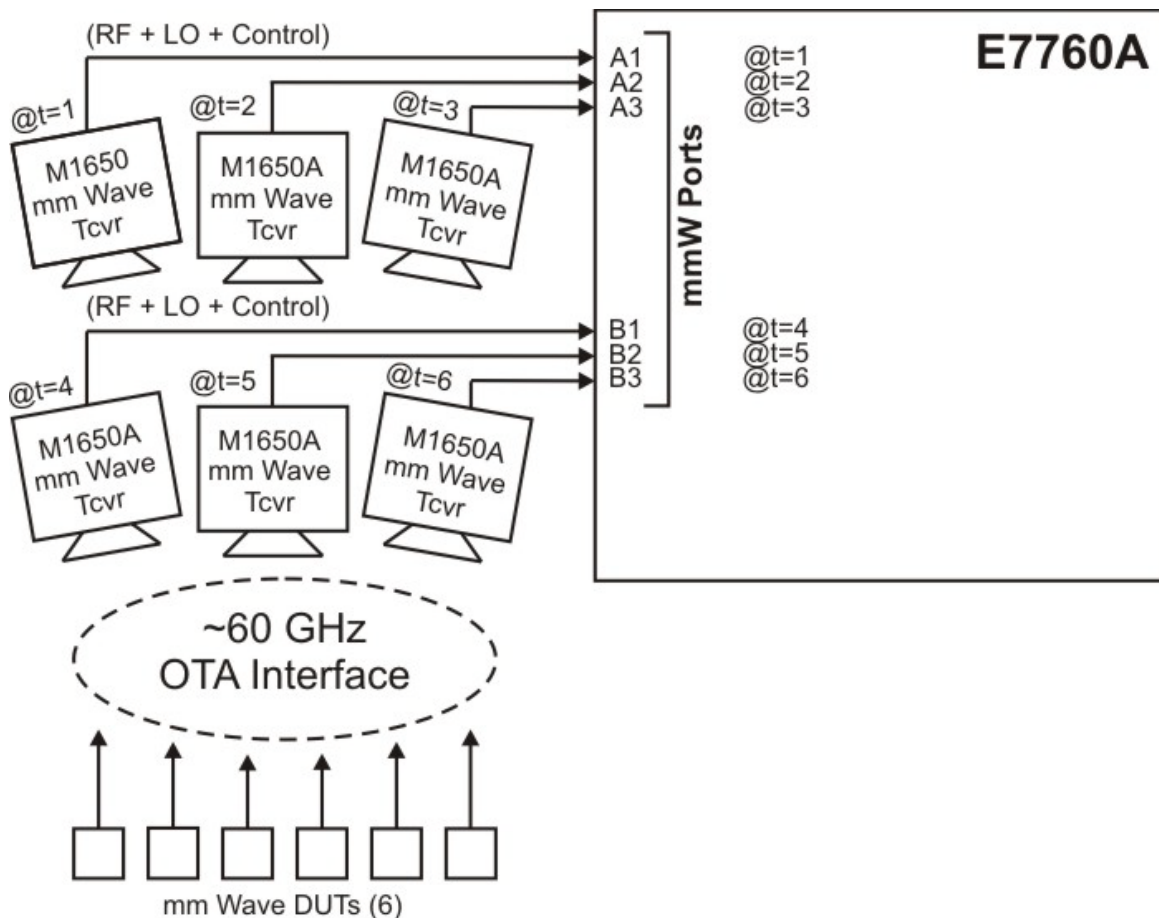 (RF + LO + Control)
E7760A
@t=1
@t=2
@t=3
A1
A2
A3
@t=1
@t=2
@t=3
M1650
mm Wave
Tcvr
M1650A
mm Wave
Tcvr
M1650A
mm Wave
Tcvr
mmW Ports
(RF + LO + Control)
@t=4
@t=5
@t=6
B1
B2
B3
@t=4
@t=5
@t=6
M1650A
mm Wave
Tcvr
M1650A
mm Wave
Tcvr
M1650A
mm Wave
Tcvr
~60 GHz
OTA Interface
mm Wave DUTs (6)